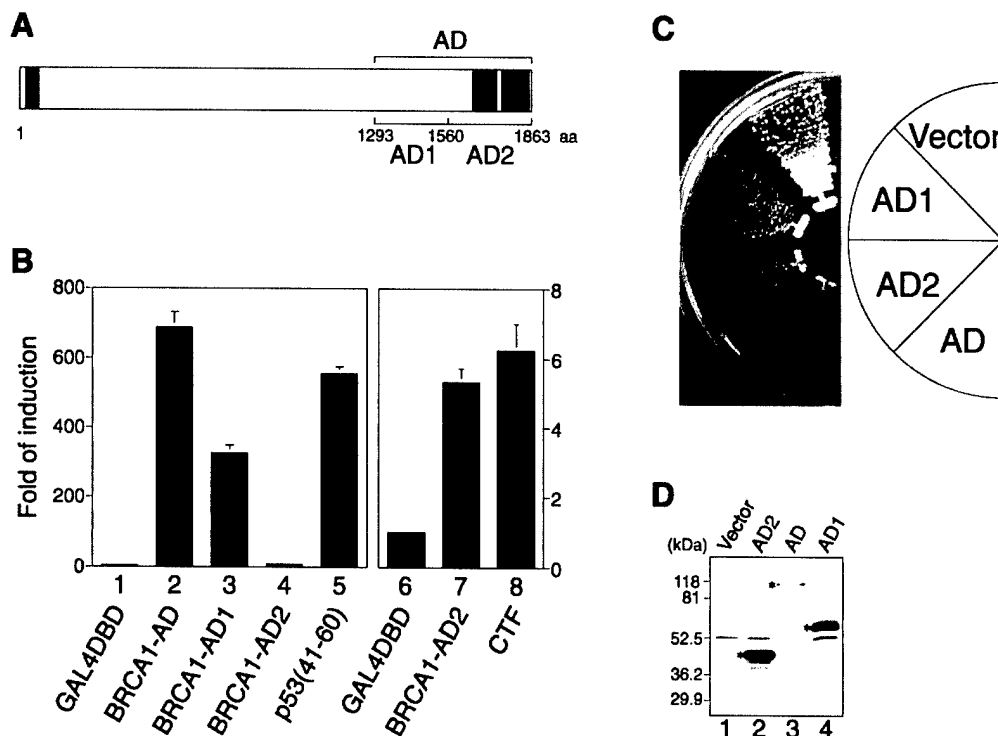 A
AD
1 1293 1560 1863 aa
AD1 AD2
B
Fold of induction
800
600
400
200
0
8
6
4
2
0
1 2 3 4 5 6 7 8
GAL4DBD
BRCA1-AD
BRCA1-AD1
BRCA1-AD2
p53(41-60)
GAL4DBD
BRCA1-AD2
CTF
C
Vector
AD1
AD2
AD
D
(kDa) Vector AD2 AD AD1
118
81
52.5
36.2
29.9
1 2 3 4